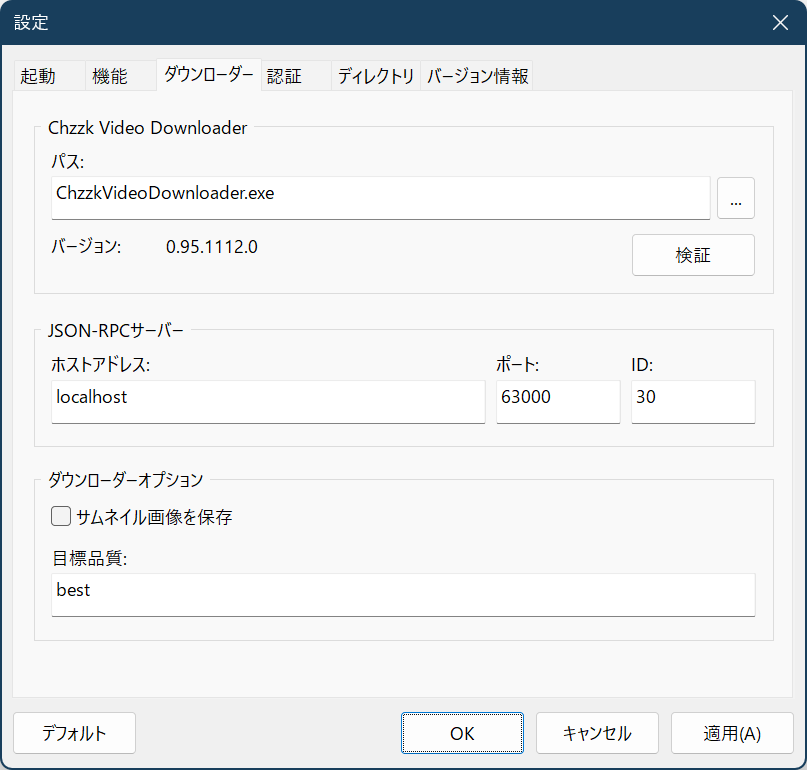 設定
起動 機能 ダウンローダー 認証 ディレクトリ バージョン情報
Chzzk Video Downloader
パス:
ChzzkVideoDownloader.exe ...
バージョン: 0.95.1112.0 検証
JSON-RPCサーバー
ホストアドレス: ポート: ID:
localhost 63000 30
ダウンローダーオプション
サムネイル画像を保存
目標品質:
best
デフォルト OK キャンセル 適用(A)